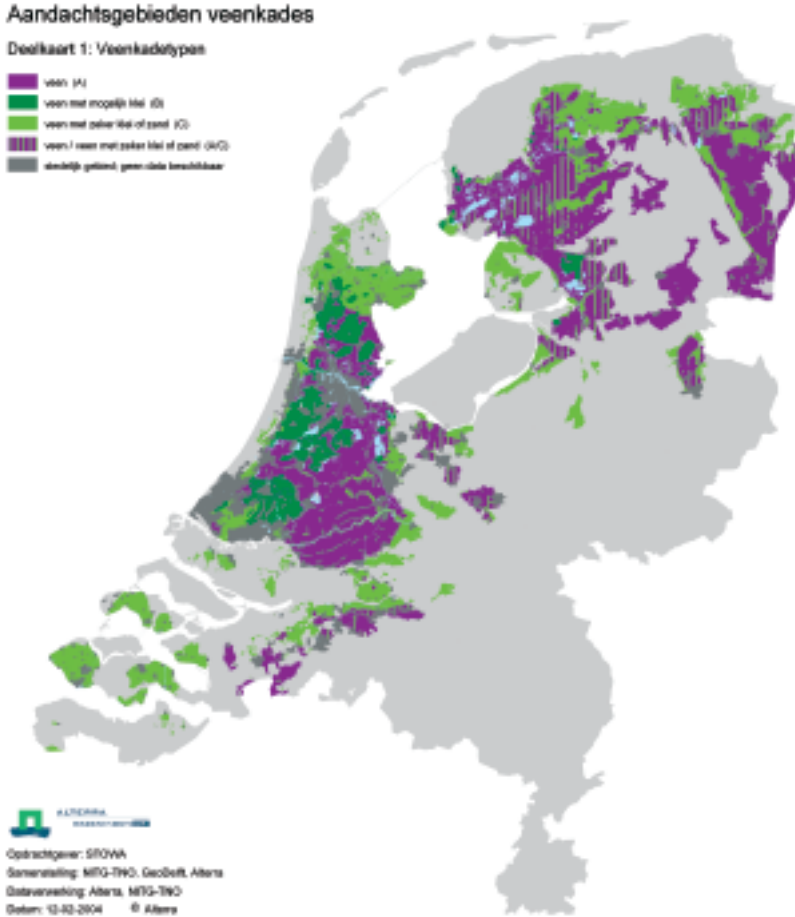 Aandachtsgebieden veenkades
Deelkaart 1: Veenkadetypen
veen (A)
veen met mogelijk klei (B)
veen met zeker klei of zand (C)
veen / veen met zeker klei of zand (A/C)
stedelijk gebied; geen data beschikbaar
ALTERRA
Opdrachtgever: STOWA
Samenstelling: NITG-TNO, GeoDelft, Alterra
Dataverwerking: Alterra, NITG-TNO
Datum: 12-02-2004 © Alterra